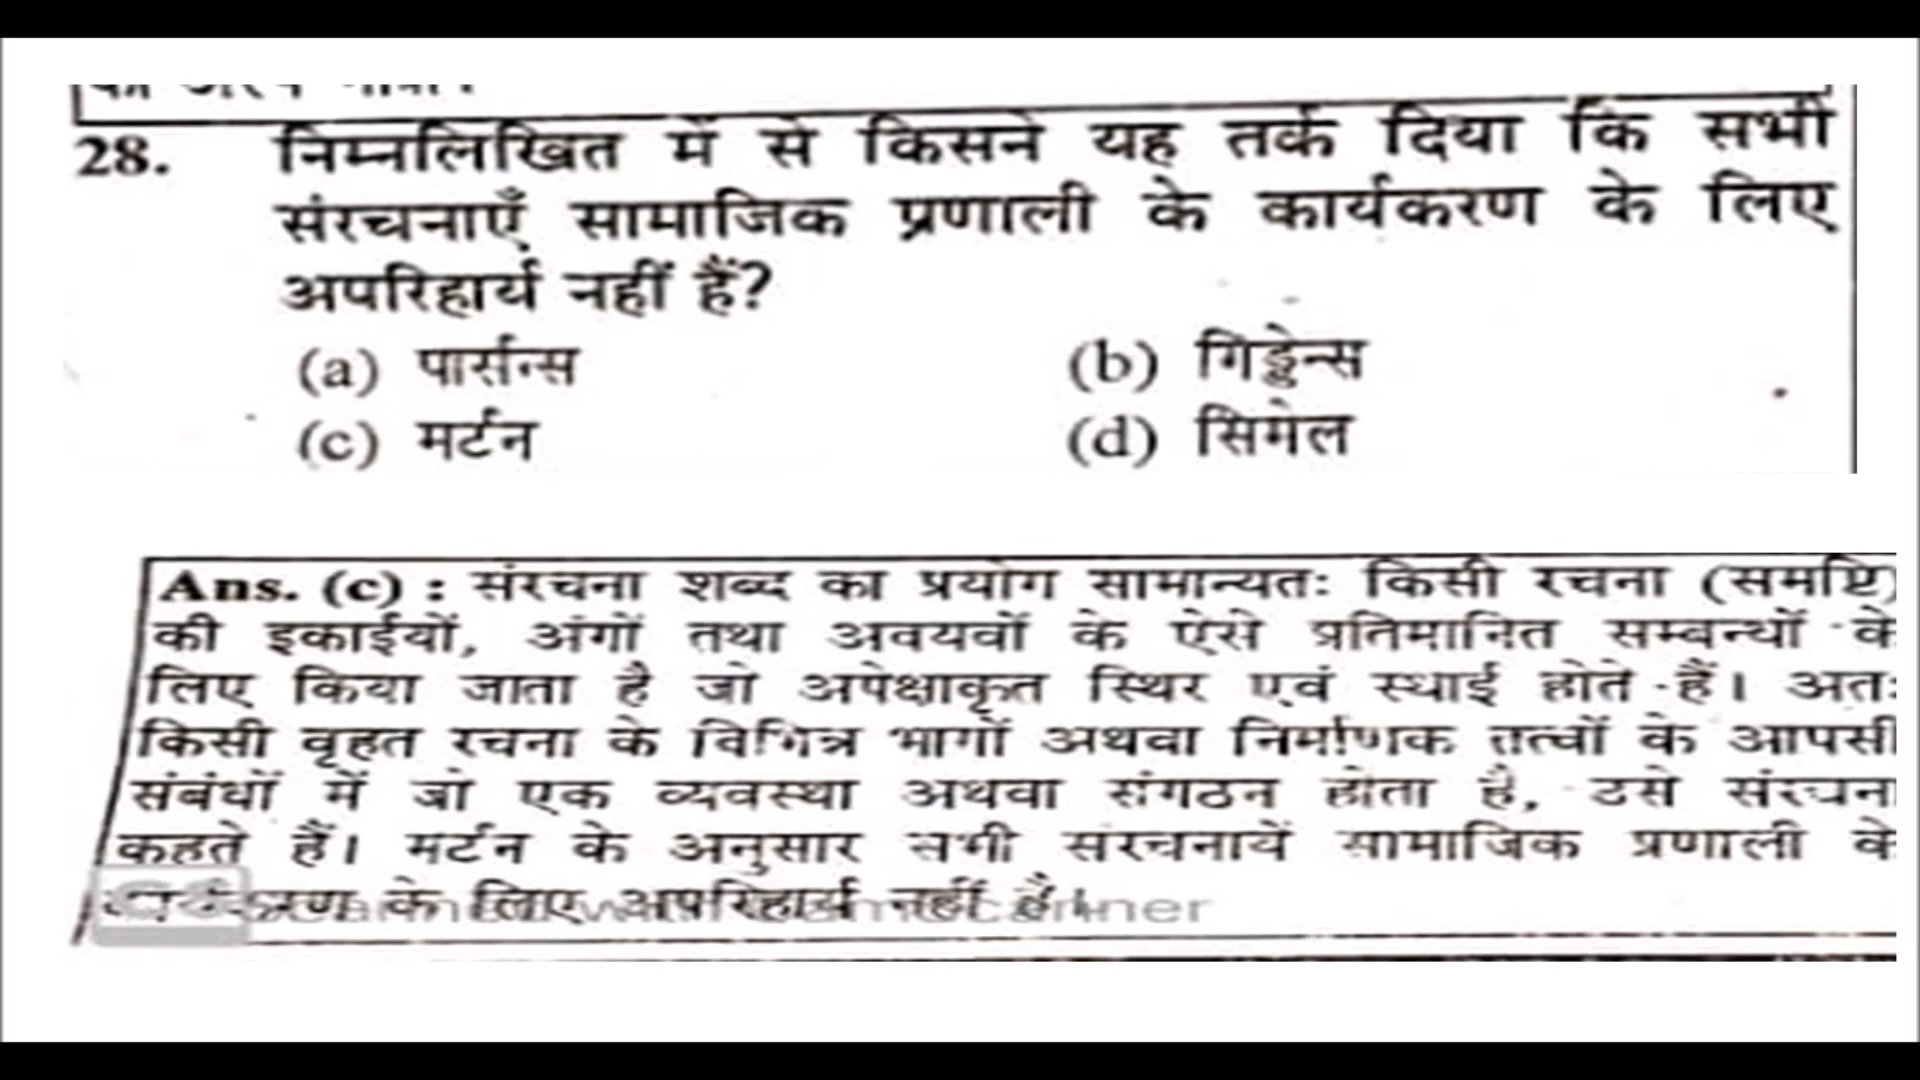 28. निम्नलिखित में से किसने यह तर्क दिया कि सभी
संरचनाएँ सामाजिक प्रणाली के कार्यकरण के लिए
अपरिहार्य नहीं हैं?
(a) पार्सन्स (b) गिड्डेन्स
(c) मर्टन (d) सिमेल
Ans. (c) : संरचना शब्द का प्रयोग सामान्यतः किसी रचना (समष्टि)
की इकाईयों, अंगों तथा अवयवों के ऐसे प्रतिमानित सम्बन्धों के
लिए किया जाता है जो अपेक्षाकृत स्थिर एवं स्थाई होते हैं। अतः
किसी वृहत रचना के विभिन्न भागों अथवा निर्माणक तत्वों के आपसी
संबंधों में जो एक व्यवस्था अथवा संगठन होता है, उसे संरचना
कहते हैं। मर्टन के अनुसार सभी संरचनायें सामाजिक प्रणाली के
के लिए अपरिहार्य नहीं हैं।